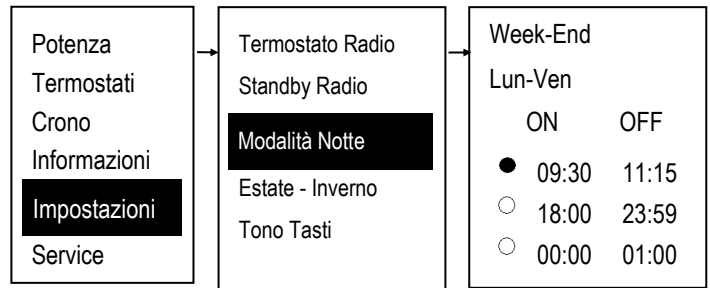 Potenza
Termostati
Crono
Informazioni
Impostazioni
Service
Termostato Radio
Standby Radio
Modalità Notte
Estate - Inverno
Tono Tasti
Week-End
Lun-Ven
ON OFF
09:30 11:15
18:00 23:59
00:00 01:00